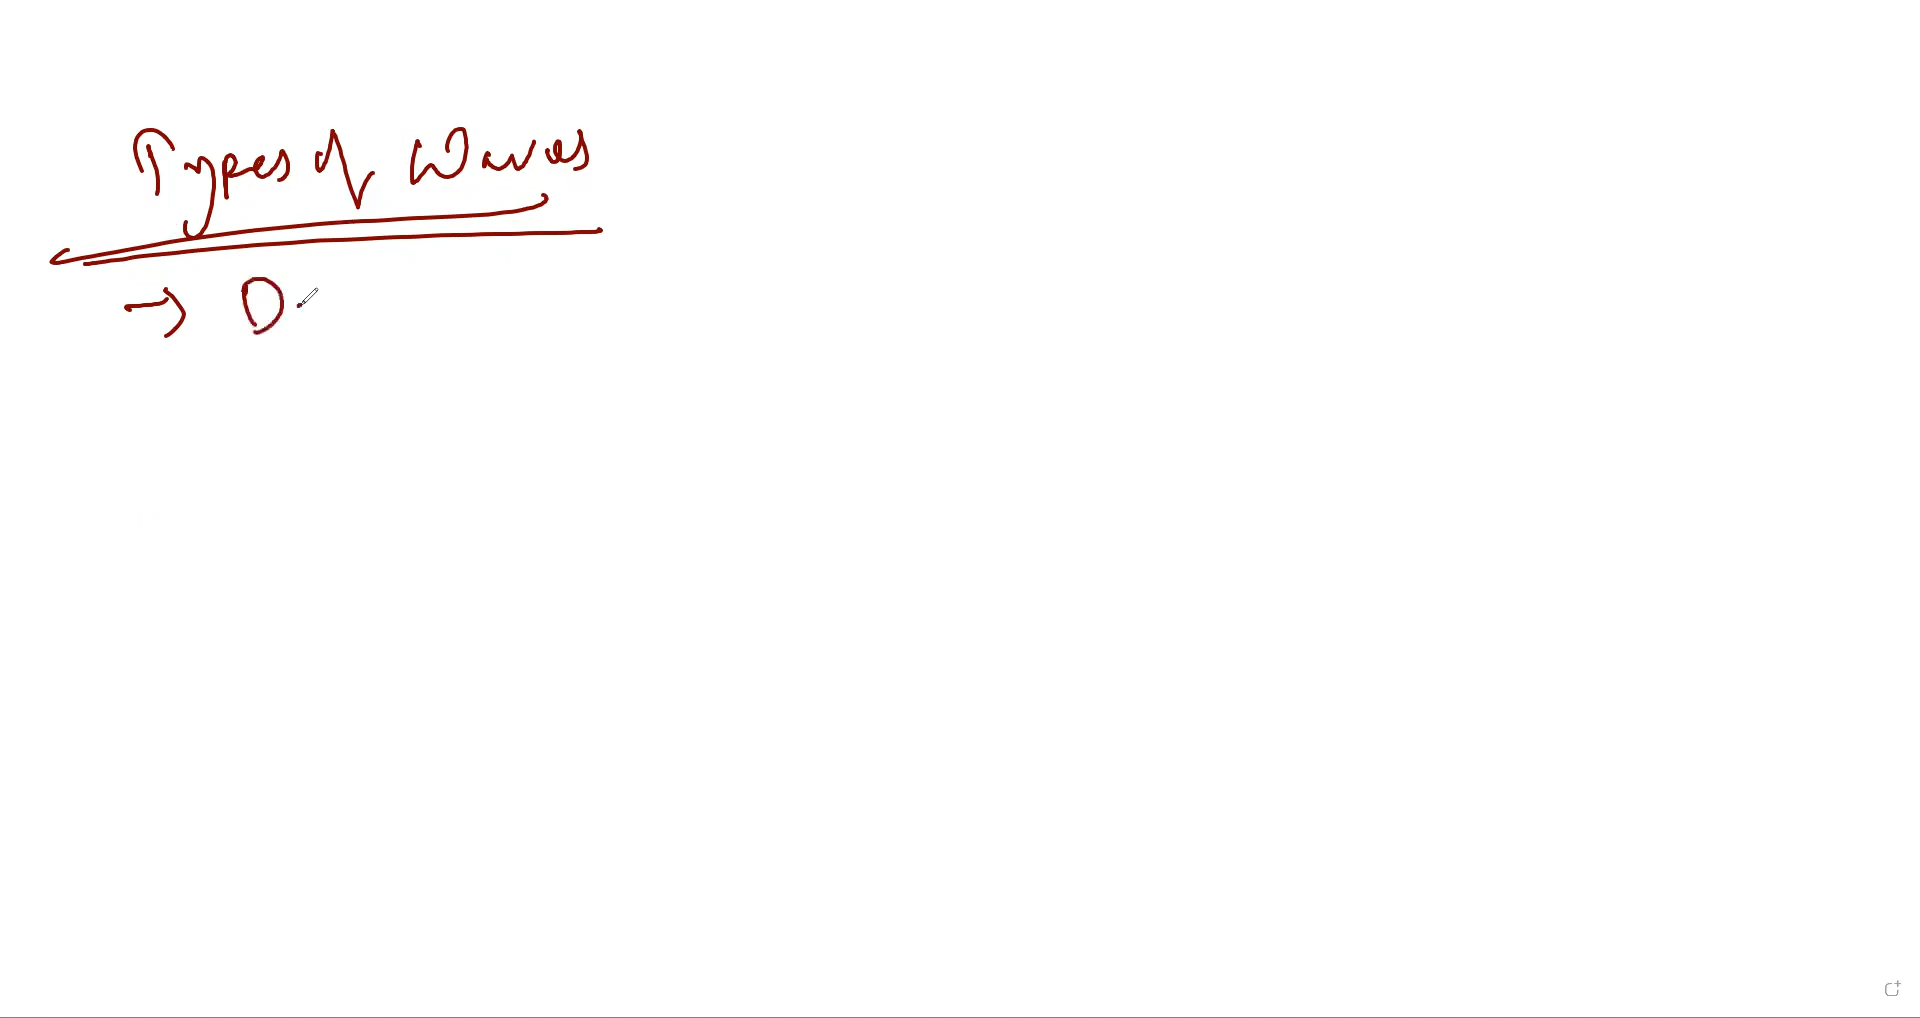 Types of Waves
→ D